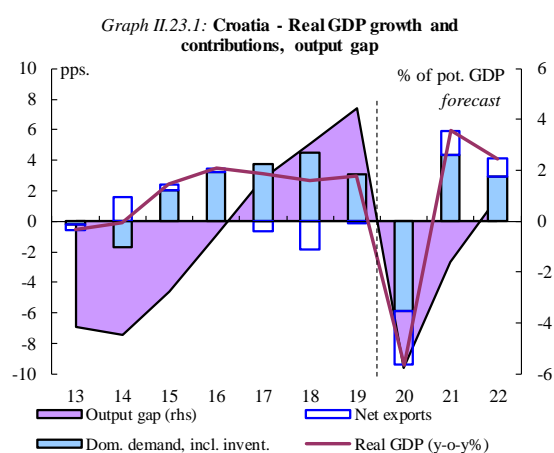 Graph II.23.1: Croatia - Real GDP growth and
contributions, output gap
pps.
% of pot. GDP
forecast
10
8
6
4
2
0
-2
-4
-6
-8
-10
6
4
2
0
-2
-4
-6
13 14 15 16 17 18 19 20 21 22
Output gap (rhs)
Net exports
Dom. demand, incl. invent.
Real GDP (y-o-y%)